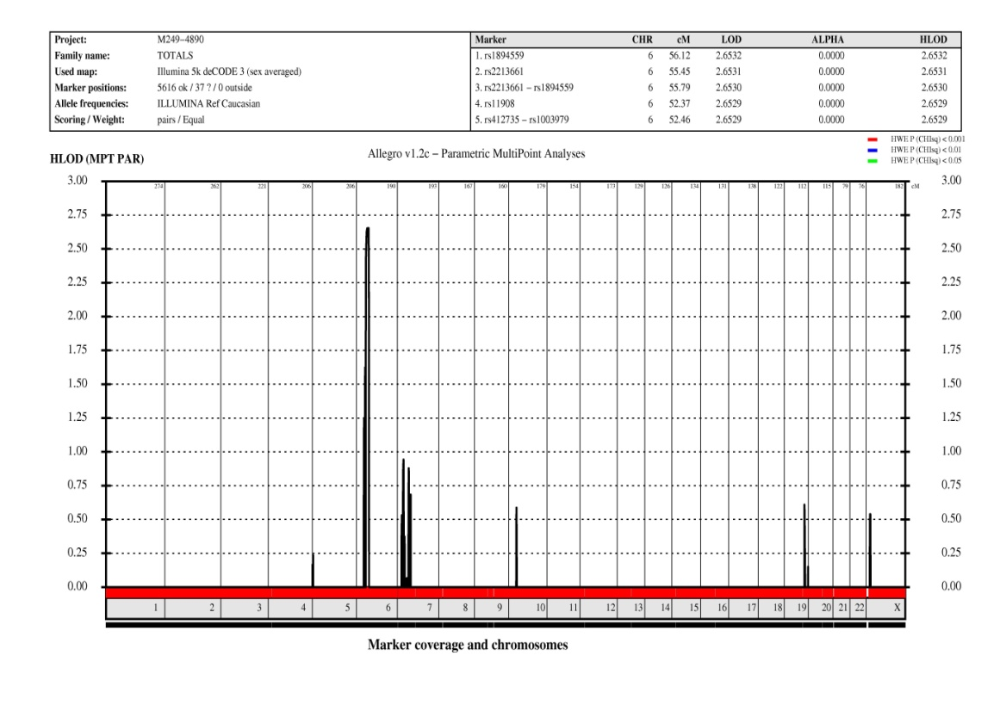 Project: M249–4890 Marker CHR cM LOD ALPHA HLOD
Family name: TOTALS 1. rs1894559 6 56.12 2.6532 0.0000 2.6532
Used map: Illumina 5k deCODE 3 (sex averaged) 2. rs2213661 6 55.45 2.6531 0.0000 2.6531
Marker positions: 5616 ok / 37 ? / 0 outside 3. rs2213661 – rs1894559 6 55.79 2.6530 0.0000 2.6530
Allele frequencies: ILLUMINA Ref Caucasian 4. rs11908 6 52.37 2.6529 0.0000 2.6529
Scoring / Weight: pairs / Equal 5. rs412735 – rs1003979 6 52.46 2.6529 0.0000 2.6529
HWE P (CHIsq) < 0.001
HWE P (CHIsq) < 0.01
HWE P (CHIsq) < 0.05
HLOD (MPT PAR) Allegro v1.2c – Parametric MultiPoint Analyses
3.00 3.00
274 262 221 206 206 190 193 167 160 179 154 173 129 126 134 131 138 122 112 115 79 76 182 cM
2.75 2.75
2.50 2.50
2.25 2.25
2.00 2.00
1.75 1.75
1.50 1.50
1.25 1.25
1.00 1.00
0.75 0.75
0.50 0.50
0.25 0.25
0.00 0.00
1 2 3 4 5 6 7 8 9 10 11 12 13 14 15 16 17 18 19 20 21 22 X
Marker coverage and chromosomes